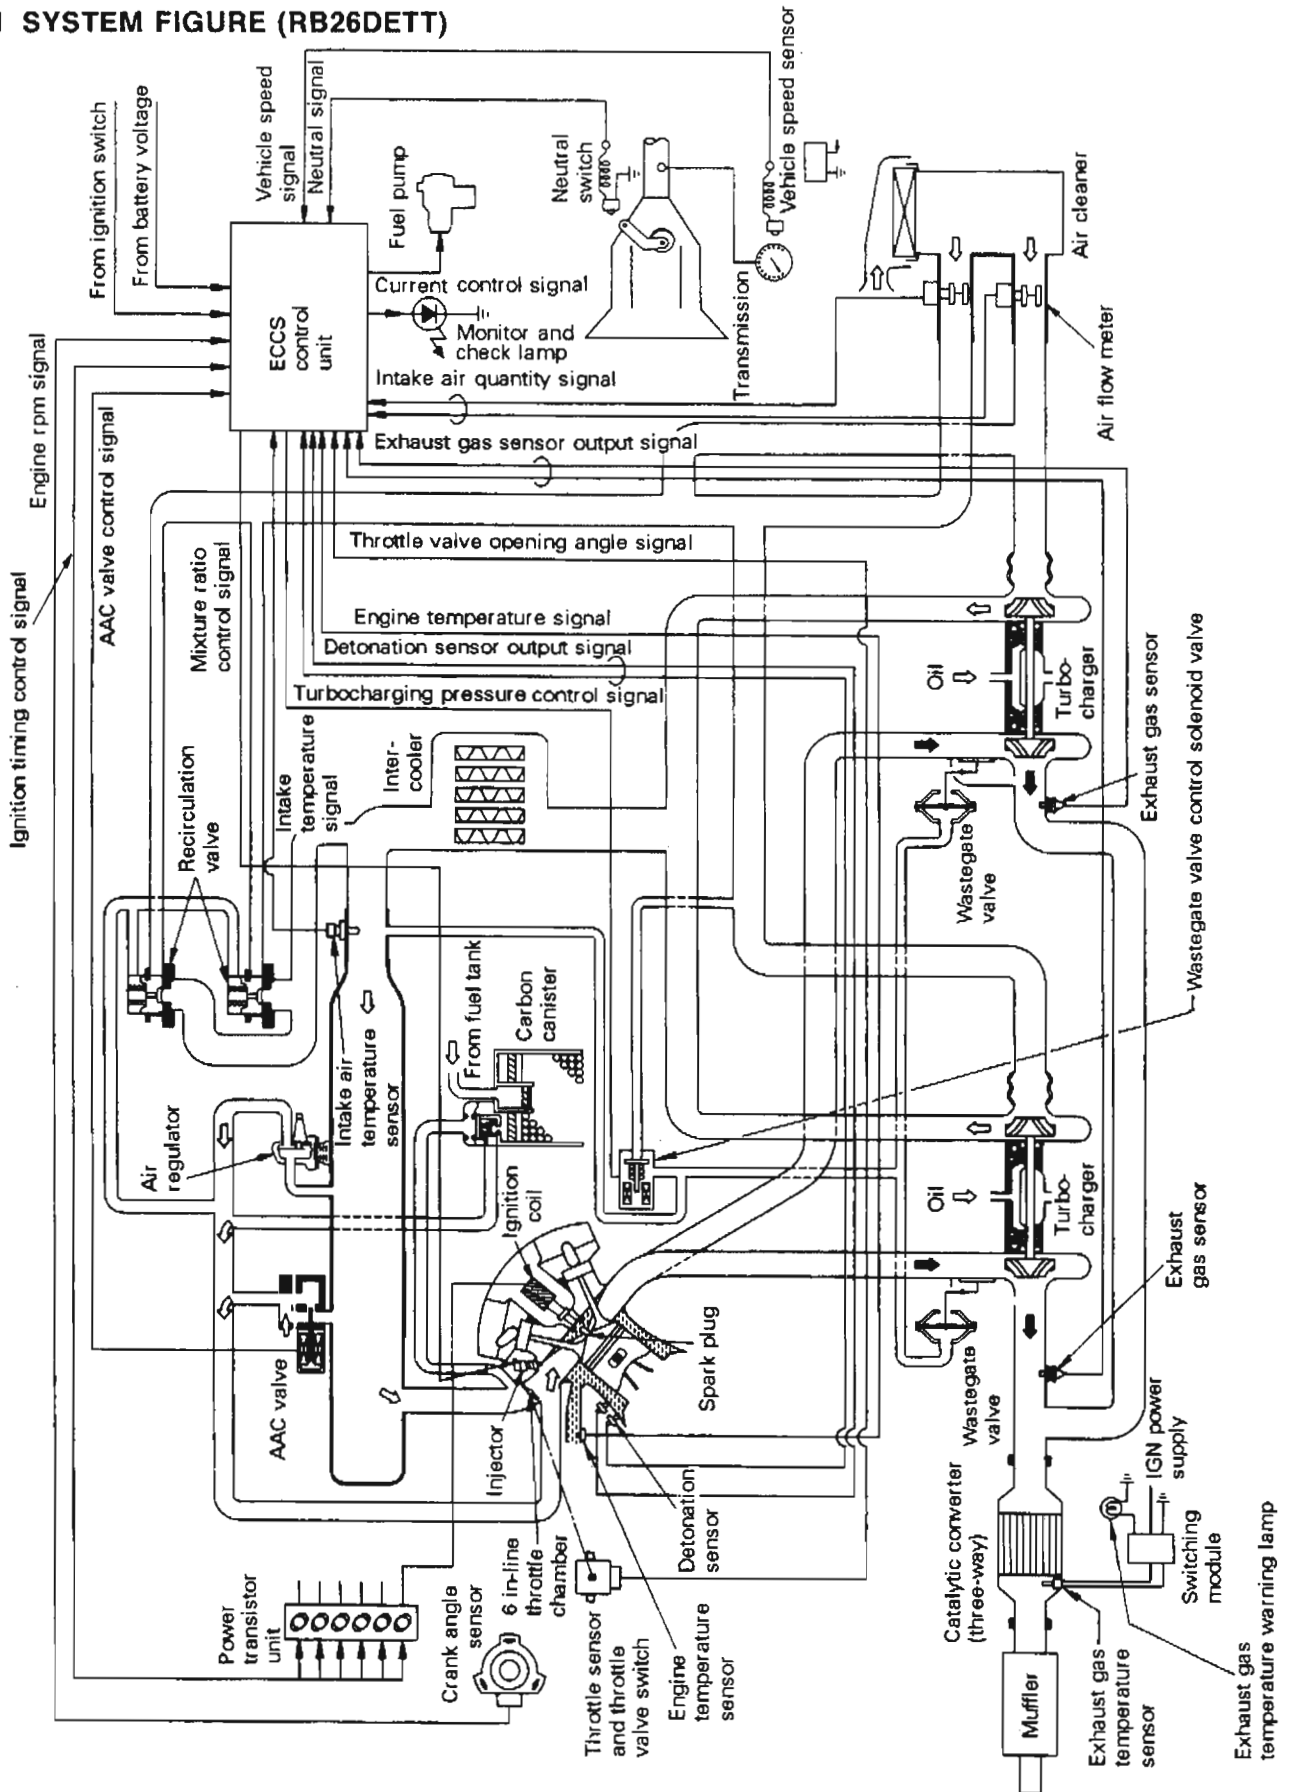 SYSTEM FIGURE (RB26DETT)
From ignition switch
From battery voltage
Vehicle speed
signal
Neutral signal
Fuel pump
Neutral
switch
Vehicle speed sensor
Engine rpm signal
ECCS
control
unit
Current control signal
Monitor and
check lamp
Intake air quantity signal
Exhaust gas sensor output signal
Transmission
Air cleaner
Air flow meter
Ignition timing control signal
AAC valve control signal
Mixture ratio
control signal
Throttle valve opening angle signal
Engine temperature signal
Detonation sensor output signal
Turbocharging pressure control signal
Oil
Turbo-
charger
Exhaust gas sensor
Wastegate valve control solenoid valve
Recirculation
valve
Intake
temperature
signal
Inter-
cooler
Wastegate
valve
Air
regulator
Intake air
temperature
sensor
From fuel tank
Carbon
canister
Ignition
coil
Oil
Turbo-
charger
Exhaust
gas sensor
AAC valve
Injector
Spark plug
Wastegate
valve
Power
transistor
unit
Crank angle
sensor
6 in-line
throttle
chamber
Throttle sensor
and throttle
valve switch
Engine
temperature
sensor
Detonation
sensor
Catalytic converter
(three-way)
IGN power
supply
Switching
module
Muffler
Exhaust gas
temperature
sensor
Exhaust gas
temperature warning lamp